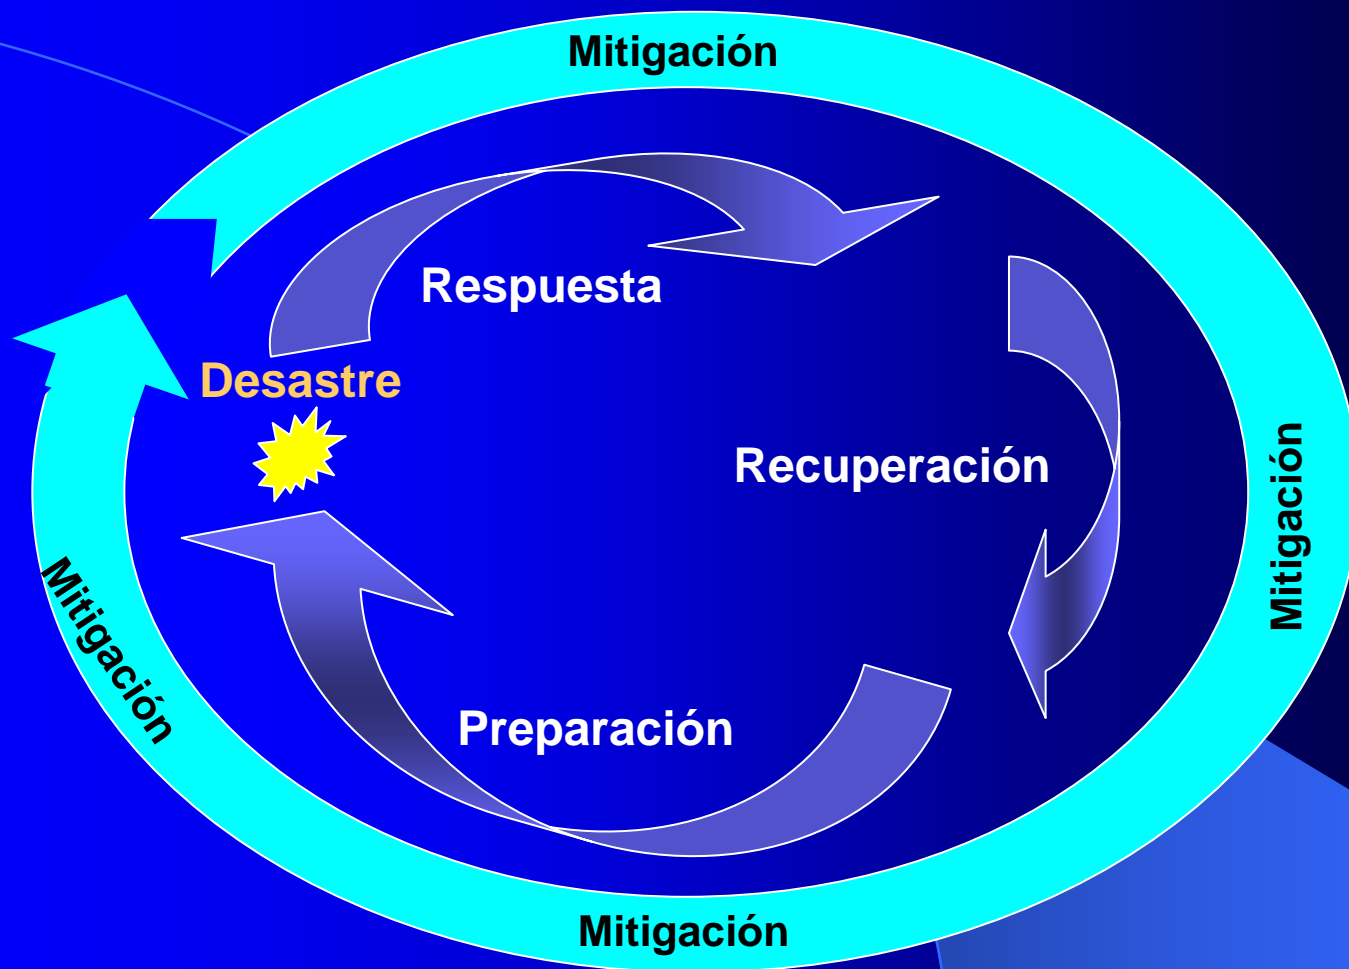 Mitigación
Respuesta
Desastre
Recuperación
Mitigación
Mitigación
Preparación
Mitigación